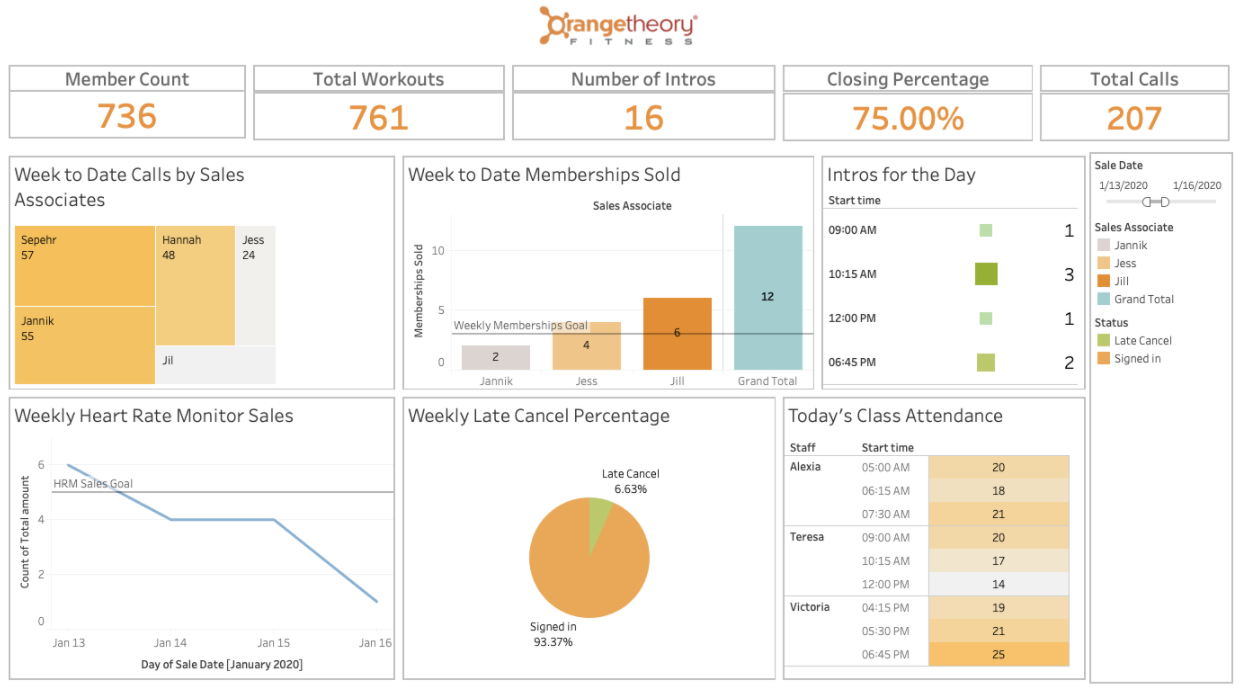 Orangetheory®
FITNESS
Member Count
736
Total Workouts
761
Number of Intros
16
Closing Percentage
75.00%
Total Calls
207
Week to Date Calls by Sales
Associates
Sepehr
57
Hannah
48
Jess
24
Jannik
55
Jil
Week to Date Memberships Sold
Sales Associate
Memberships Sold
10
5
0
Weekly Memberships Goal
2
4
6
12
Jannik
Jess
Jill
Grand Total
Intros for the Day
Start time
09:00 AM 1
10:15 AM 3
12:00 PM 1
06:45 PM 2
Sale Date
1/13/2020 1/16/2020
Sales Associate
Jannik
Jess
Jill
Grand Total
Status
Late Cancel
Signed in
Weekly Heart Rate Monitor Sales
Count of Total amount
6
4
2
0
HRM Sales Goal
Jan 13
Jan 14
Jan 15
Jan 16
Day of Sale Date [January 2020]
Weekly Late Cancel Percentage
Late Cancel
6.63%
Signed in
93.37%
Today's Class Attendance
Staff Start time
Alexia 05:00 AM 20
06:15 AM 18
07:30 AM 21
Teresa 09:00 AM 20
10:15 AM 17
12:00 PM 14
Victoria 04:15 PM 19
05:30 PM 21
06:45 PM 25